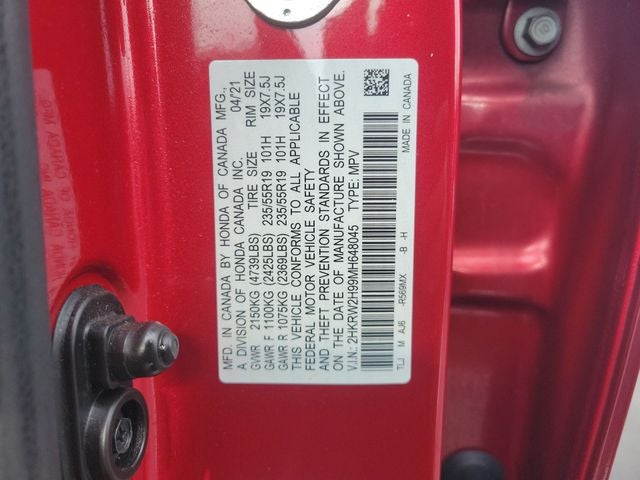 MFD. IN CANADA BY HONDA OF CANADA MFG.,
A DIVISION OF HONDA CANADA INC. 04/21
GVWR 2150KG (4739LBS) TIRE SIZE RIM SIZE
GAWR F 1100KG (2425LBS) 235/55R19 101H 19X7.5J
GAWR R 1075KG (2369LBS) 235/55R19 101H 19X7.5J
THIS VEHICLE CONFORMS TO ALL APPLICABLE
FEDERAL MOTOR VEHICLE SAFETY
AND THEFT PREVENTION STANDARDS IN EFFECT
ON THE DATE OF MANUFACTURE SHOWN ABOVE.
V.I.N.: 2HKRW2H99MH648045 TYPE: MPV
TLJ M AJ6 -R569MX -B -H MADE IN CANADA